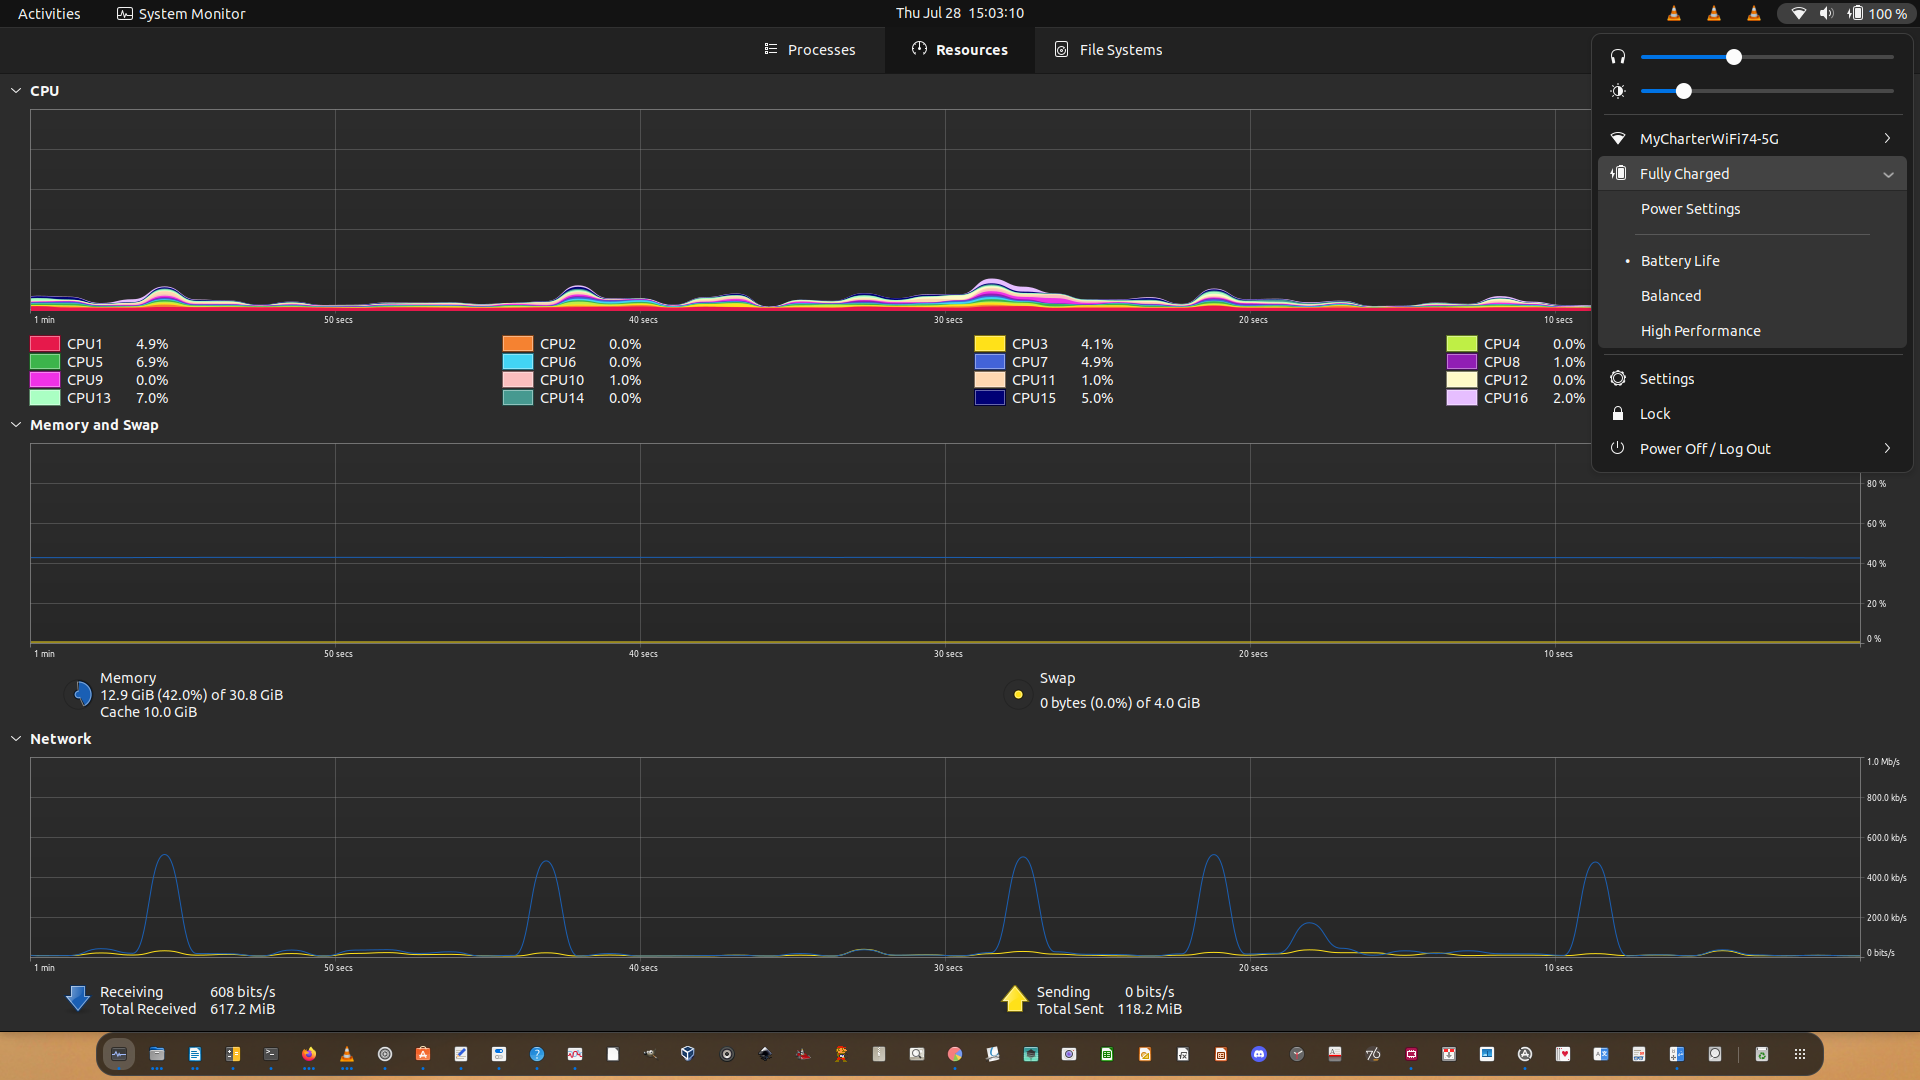 Activities
System Monitor
Thu Jul 28 15:03:10
100 %
Processes
Resources
File Systems
CPU
1 min 50 secs 40 secs 30 secs 20 secs 10 secs
CPU1 4.9% CPU2 0.0% CPU3 4.1% CPU4 0.0%
CPU5 6.9% CPU6 0.0% CPU7 4.9% CPU8 1.0%
CPU9 0.0% CPU10 1.0% CPU11 1.0% CPU12 0.0%
CPU13 7.0% CPU14 0.0% CPU15 5.0% CPU16 2.0%
MyCharterWiFi74-5G
Fully Charged
Power Settings
Battery Life
Balanced
High Performance
Settings
Lock
Power Off / Log Out
Memory and Swap
80 %
60 %
40 %
20 %
0 %
1 min 50 secs 40 secs 30 secs 20 secs 10 secs
Memory
12.9 GiB (42.0%) of 30.8 GiB
Cache 10.0 GiB
Swap
0 bytes (0.0%) of 4.0 GiB
Network
1.0 Mb/s
800.0 kb/s
600.0 kb/s
400.0 kb/s
200.0 kb/s
0 bits/s
1 min 50 secs 40 secs 30 secs 20 secs 10 secs
Receiving 608 bits/s
Total Received 617.2 MiB
Sending 0 bits/s
Total Sent 118.2 MiB